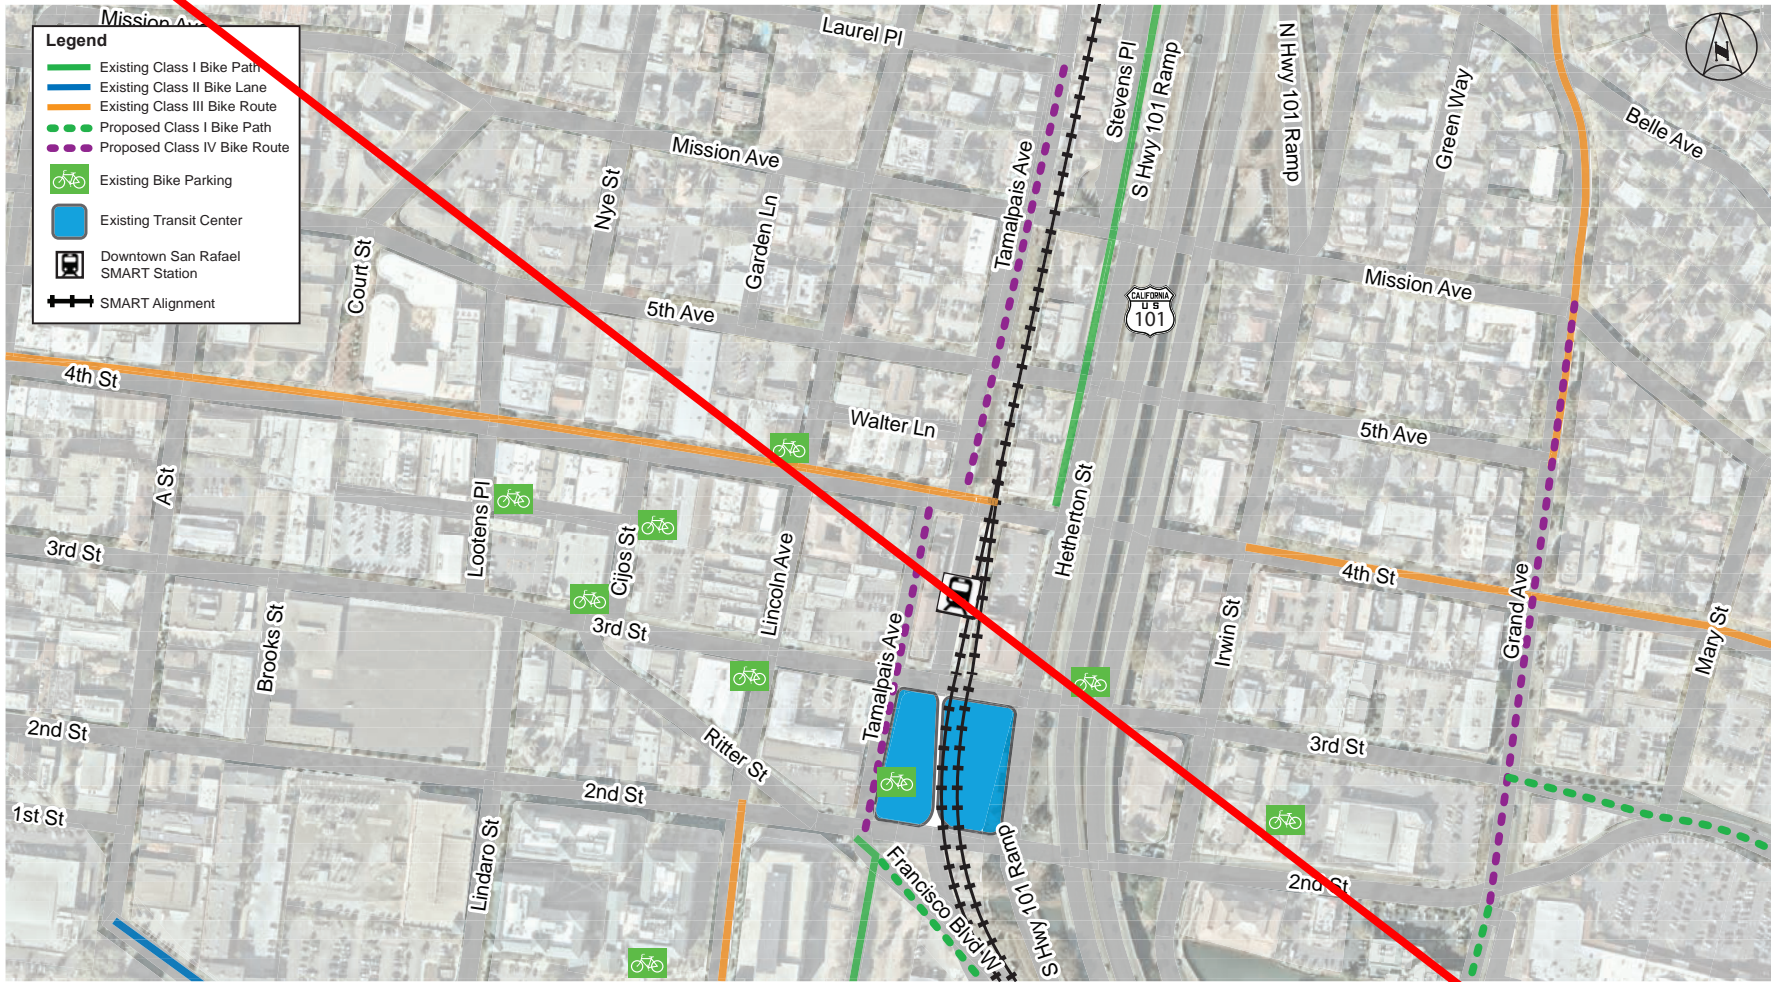 Mission Ave
Legend
Existing Class I Bike Path
Existing Class II Bike Lane
Existing Class III Bike Route
Proposed Class I Bike Path
Proposed Class IV Bike Route
Existing Bike Parking
Existing Transit Center
Downtown San Rafael
SMART Station
SMART Alignment
Laurel Pl
Stevens Pl
S Hwy 101 Ramp
N Hwy 101 Ramp
Green Way
Belle Ave
N
Mission Ave
Nye St
Garden Ln
Tamalpais Ave
Court St
5th Ave
Mission Ave
CALIFORNIA
U S
101
4th St
Walter Ln
5th Ave
A St
Lootens Pl
Cijos St
Lincoln Ave
Hetherton St
3rd St
4th St
Grand Ave
Brooks St
3rd St
Tamalpais Ave
Irwin St
Mary St
2nd St
Ritter St
3rd St
1st St
2nd St
Lindaro St
Francisco Blvd W
S Hwy 101 Ramp
2nd St